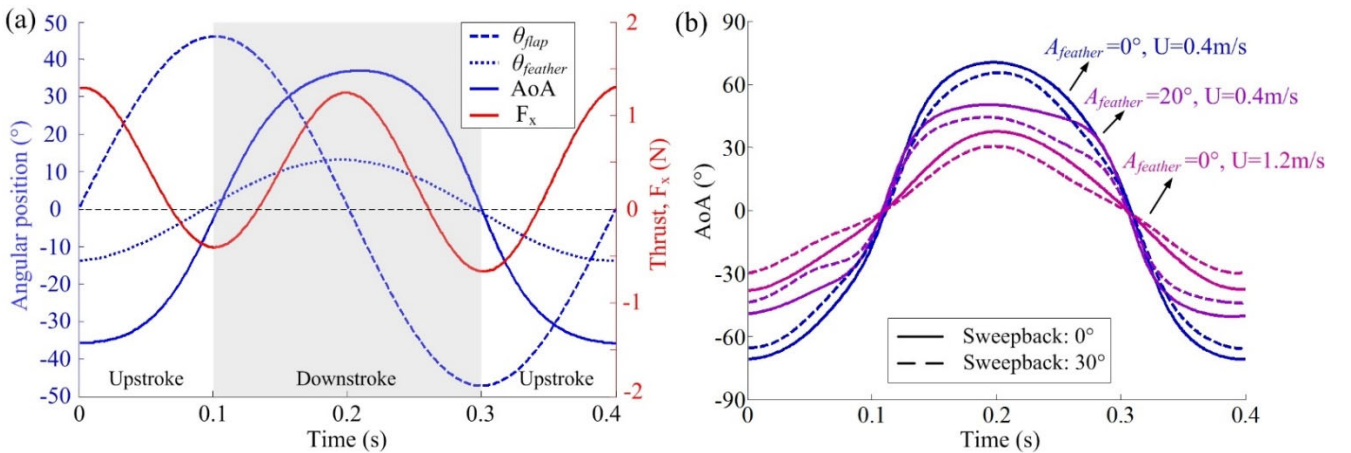 (a)
Angular position (°)
50
40
30
20
10
0
-10
-20
-30
-40
-50
θflap
θfeather
AoA
Fx
2
1
0
-1
-2
Thrust, Fx (N)
Upstroke
Downstroke
Upstroke
0
0.1
0.2
0.3
0.4
Time (s)
(b)
AoA (°)
90
60
30
0
-30
-60
-90
Afeather=0°, U=0.4m/s
Afeather=20°, U=0.4m/s
Afeather=0°, U=1.2m/s
Sweepback: 0°
Sweepback: 30°
0
0.1
0.2
0.3
0.4
Time (s)